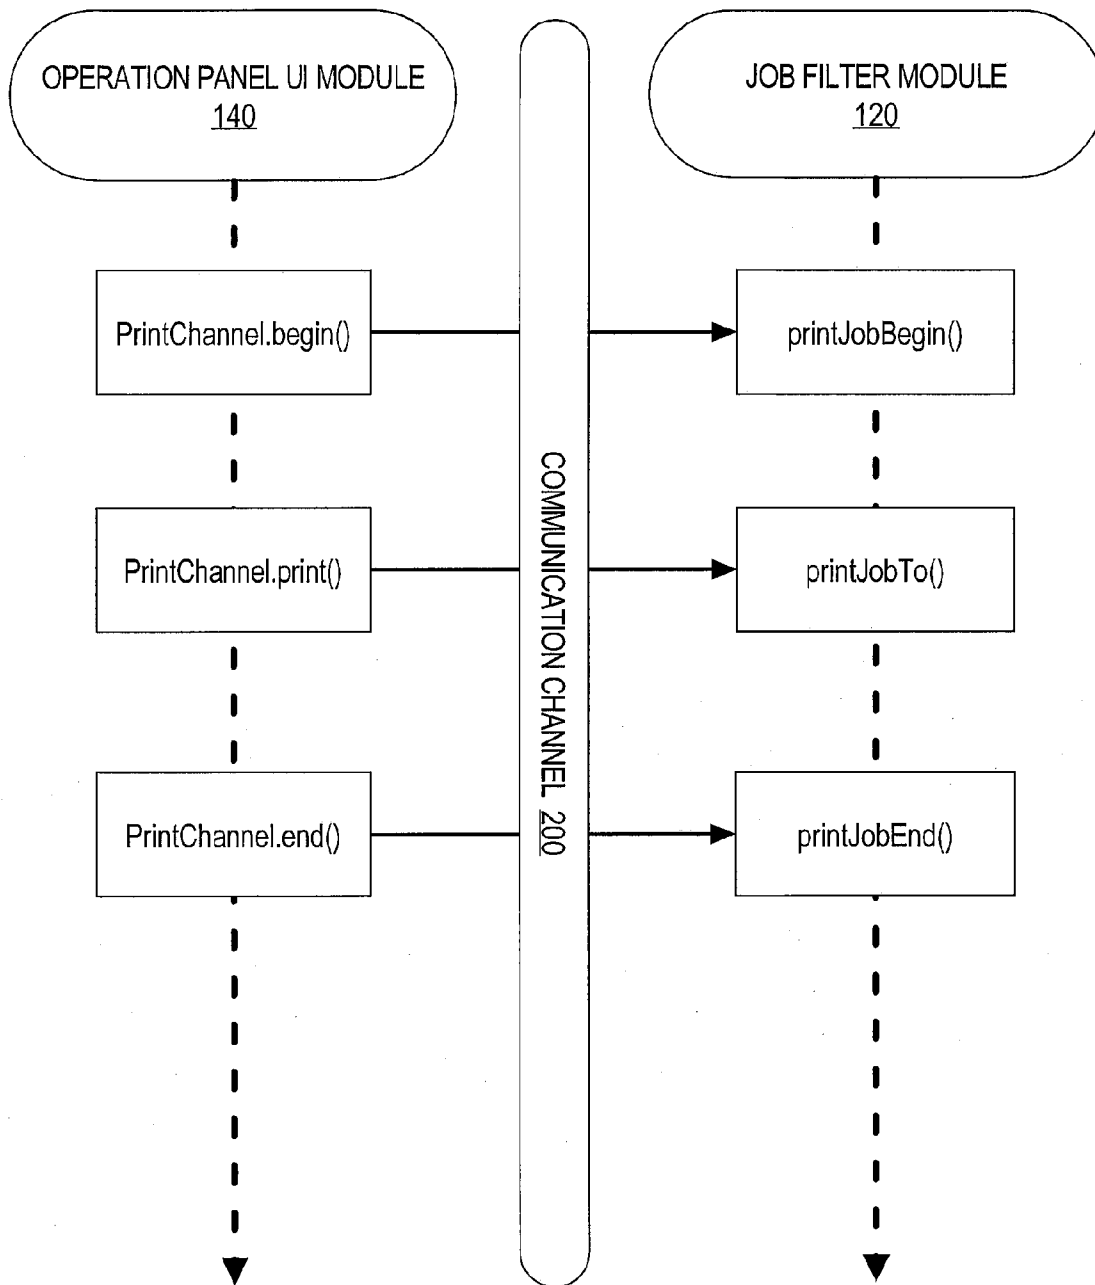 OPERATION PANEL UI MODULE
140
JOB FILTER MODULE
120
PrintChannel.begin()
printJobBegin()
COMMUNICATION CHANNEL 200
PrintChannel.print()
printJobTo()
PrintChannel.end()
printJobEnd()